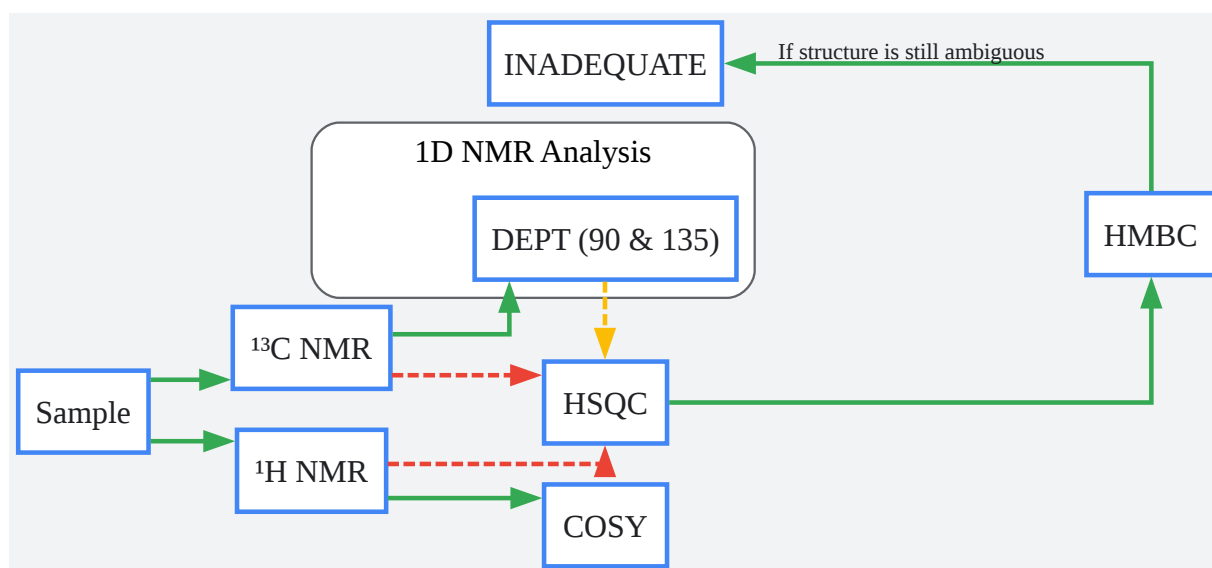 INADEQUATE
If structure is still ambiguous
1D NMR Analysis
DEPT (90 & 135)
HMBC
¹³C NMR
Sample
HSQC
¹H NMR
COSY